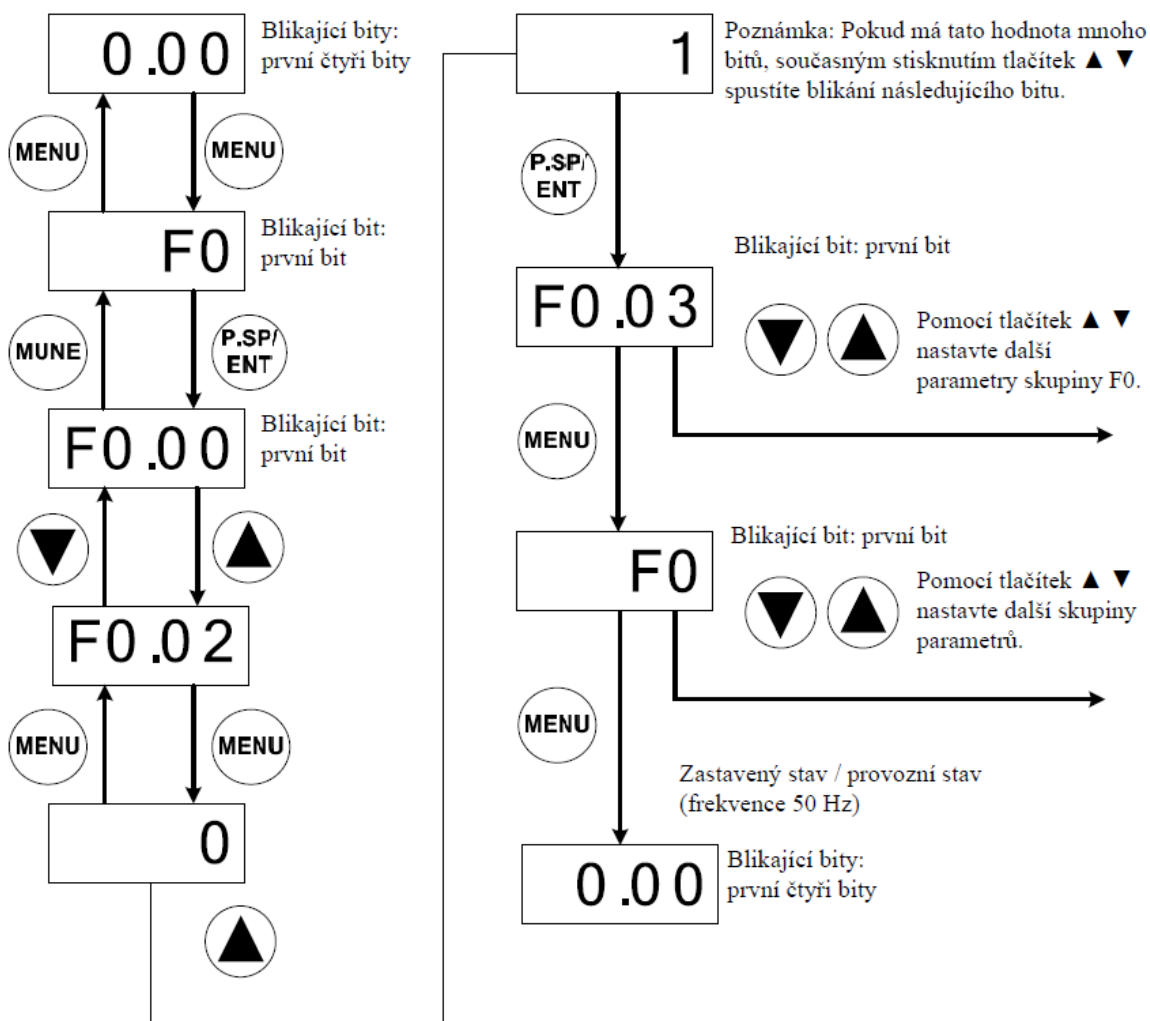 0.00
Blikající bity:
první čtyři bity
MENU
MENU
F0
Blikající bit:
první bit
MUNE
P.SP/
ENT
F0.00
Blikající bit:
první bit
▼
▲
F0.02
MENU
MENU
0
▲
1
Poznámka: Pokud má tato hodnota mnoho
bitů, současným stisknutím tlačítek ▲ ▼
spustíte blikání následujícího bitu.
P.SP/
ENT
Blikající bit: první bit
F0.03
▼ ▲
Pomocí tlačítek ▲ ▼
nastavte další
parametry skupiny F0.
MENU
Blikající bit: první bit
F0
▼ ▲
Pomocí tlačítek ▲ ▼
nastavte další skupiny
parametrů.
MENU
Zastavený stav / provozní stav
(frekvence 50 Hz)
0.00
Blikající bity:
první čtyři bity